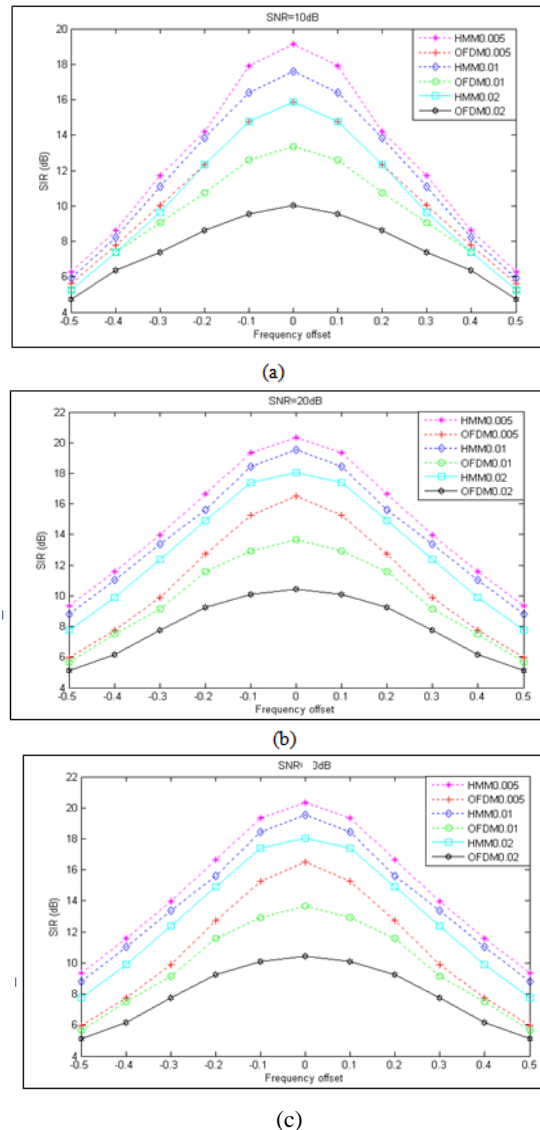 SNR=10dB
20
18
16
14
12
10
8
6
4
SIR (dB)
HMM0.005
OFDM0.005
HMM0.01
OFDM0.01
HMM0.02
OFDM0.02
-0.5 -0.4 -0.3 -0.2 -0.1 0 0.1 0.2 0.3 0.4 0.5
Frequency offset
(a)
SNR=20dB
22
20
18
16
14
12
10
8
6
4
SIR (dB)
HMM0.005
OFDM0.005
HMM0.01
OFDM0.01
HMM0.02
OFDM0.02
-0.5 -0.4 -0.3 -0.2 -0.1 0 0.1 0.2 0.3 0.4 0.5
Frequency offset
(b)
22
20
18
16
14
12
10
8
6
4
SIR (dB)
HMM0.005
OFDM0.005
HMM0.01
OFDM0.01
HMM0.02
OFDM0.02
-0.5 -0.4 -0.3 -0.2 -0.1 0 0.1 0.2 0.3 0.4 0.5
Frequency offset
(c)